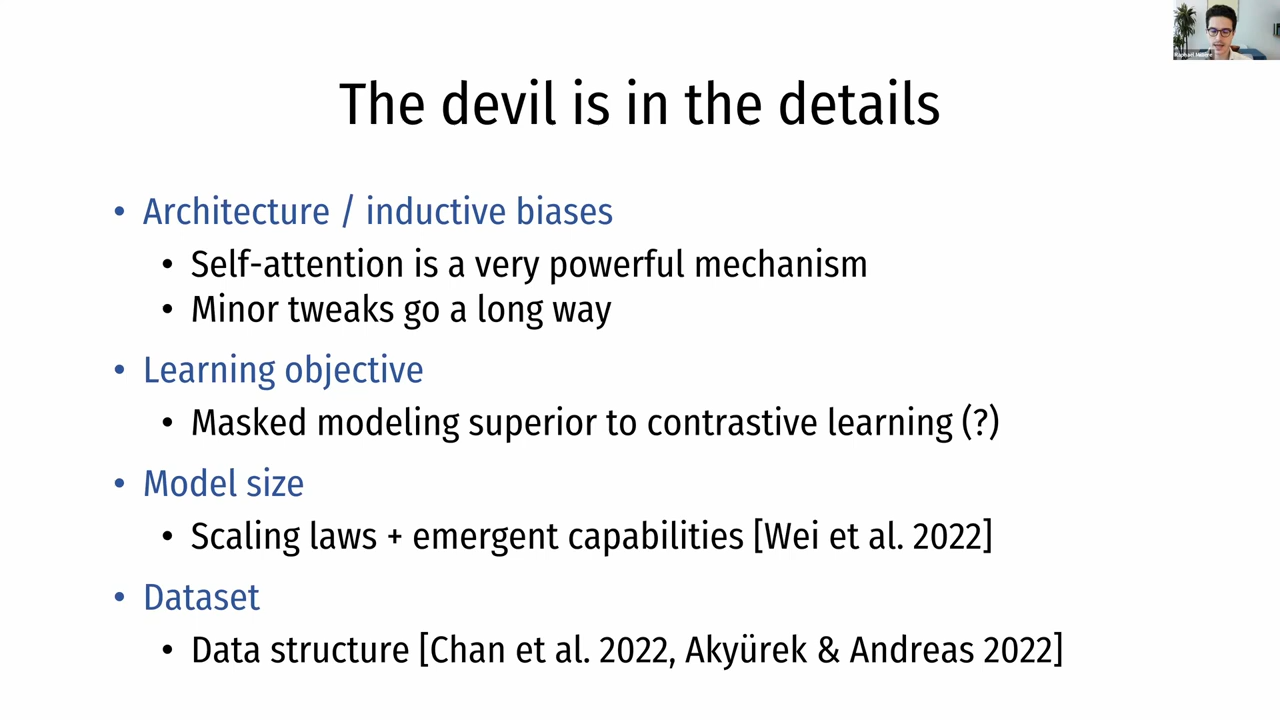 The devil is in the details
• Architecture / inductive biases
• Self-attention is a very powerful mechanism
• Minor tweaks go a long way
• Learning objective
• Masked modeling superior to contrastive learning (?)
• Model size
• Scaling laws + emergent capabilities [Wei et al. 2022]
• Dataset
• Data structure [Chan et al. 2022, Akyürek & Andreas 2022]